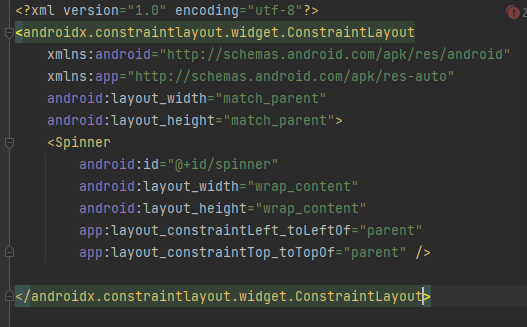 <?xml version="1.0" encoding="utf-8"?>
2
<androidx.constraintlayout.widget.ConstraintLayout
xmlns:android="http://schemas.android.com/apk/res/android"
xmlns:app="http://schemas.android.com/apk/res-auto"
android:layout_width="match_parent"
android:layout_height="match_parent">
<Spinner
android:id="@+id/spinner"
android:layout_width="wrap_content"
android:layout_height="wrap_content"
app:layout_constraintLeft_toLeftOf="parent"
app:layout_constraintTop_toTopOf="parent" />
</androidx.constraintlayout.widget.ConstraintLayout>